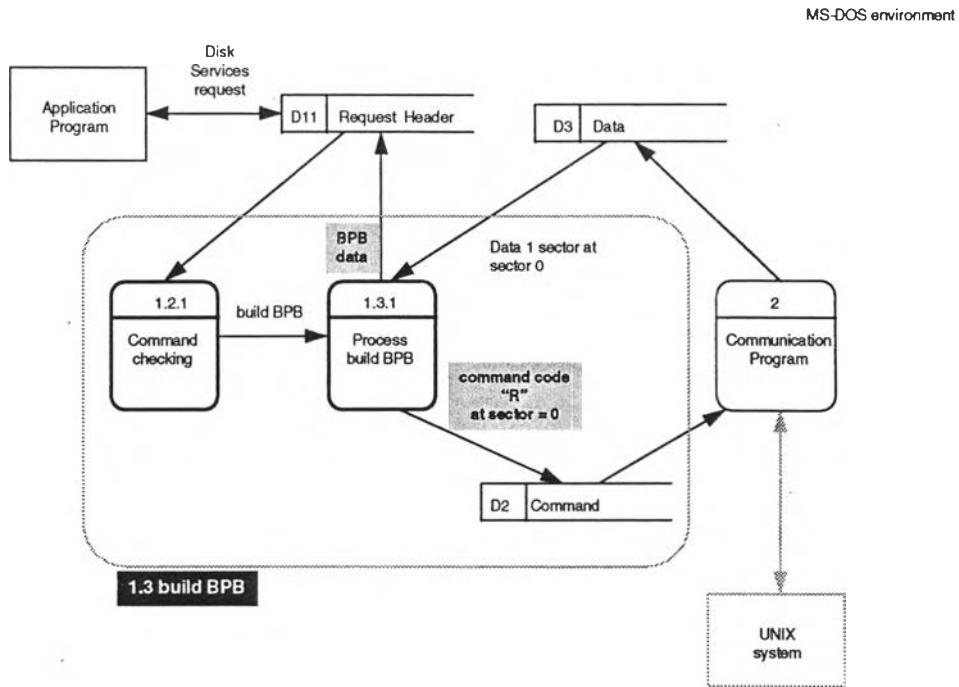 MS-DOS environment
Disk
Services
request
Application
Program
D11 Request Header
D3 Data
BPB
data
Data 1 sector at
sector 0
1.2.1
Command
checking
build BPB
1.3.1
Process
build BPB
2
Communication
Program
command code
"R"
at sector = 0
D2 Command
1.3 build BPB
UNIX
system